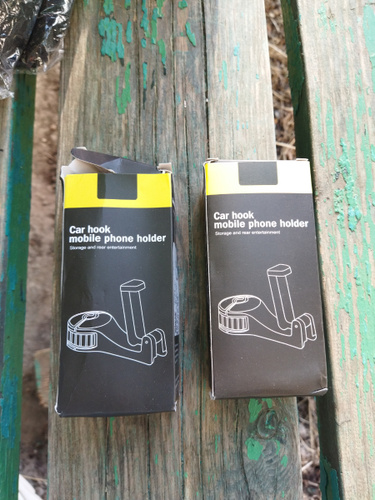 Car hook
mobile phone holder
Storage and rear entertainment
Car hook
mobile phone holder
Storage and rear entertainment